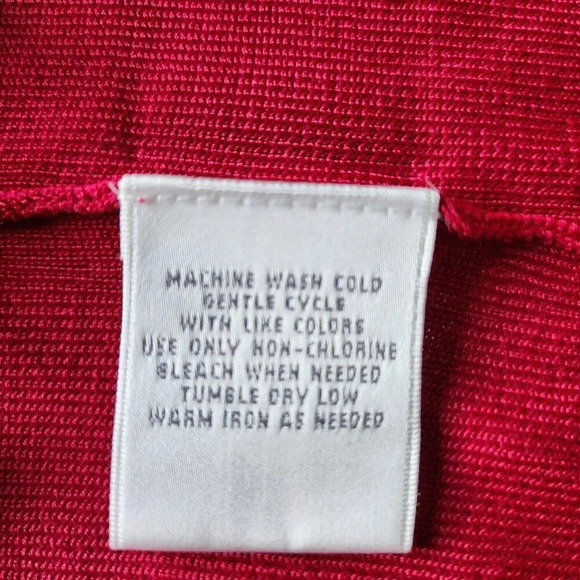 MACHINE WASH COLD
GENTLE CYCLE
WITH LIKE COLORS
USE ONLY NON-CHLORINE
BLEACH WHEN NEEDED
TUMBLE DRY LOW
WARM IRON AS NEEDED